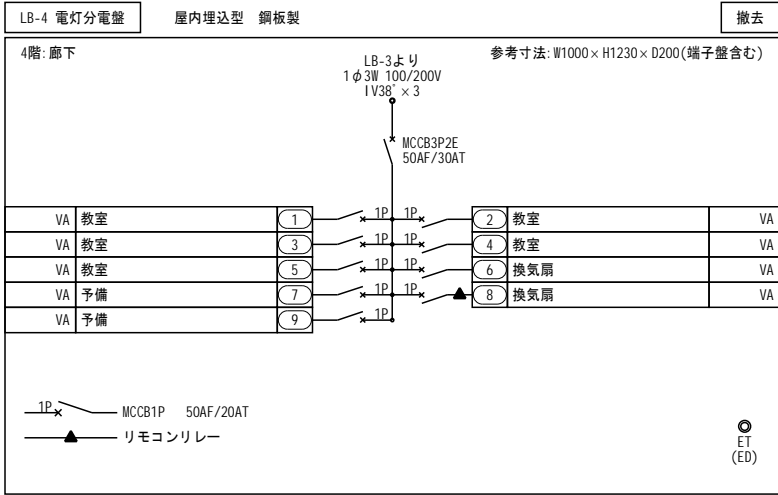 LB-4 電灯分電盤 屋内埋込型 鋼板製 撤去
4階:廊下 参考寸法:W1000×H1230×D200(端子盤含む)
LB-3より
1φ3W 100/200V
IV38°×3
MCCB3P2E
50AF/30AT
VA 教室 1 1P 1P 2 教室 VA
VA 教室 3 1P 1P 4 教室 VA
VA 教室 5 1P 1P 6 換気扇 VA
VA 予備 7 1P 1P 8 換気扇 VA
VA 予備 9 1P
1P MCCB1P 50AF/20AT
リモコンリレー
ET
(ED)